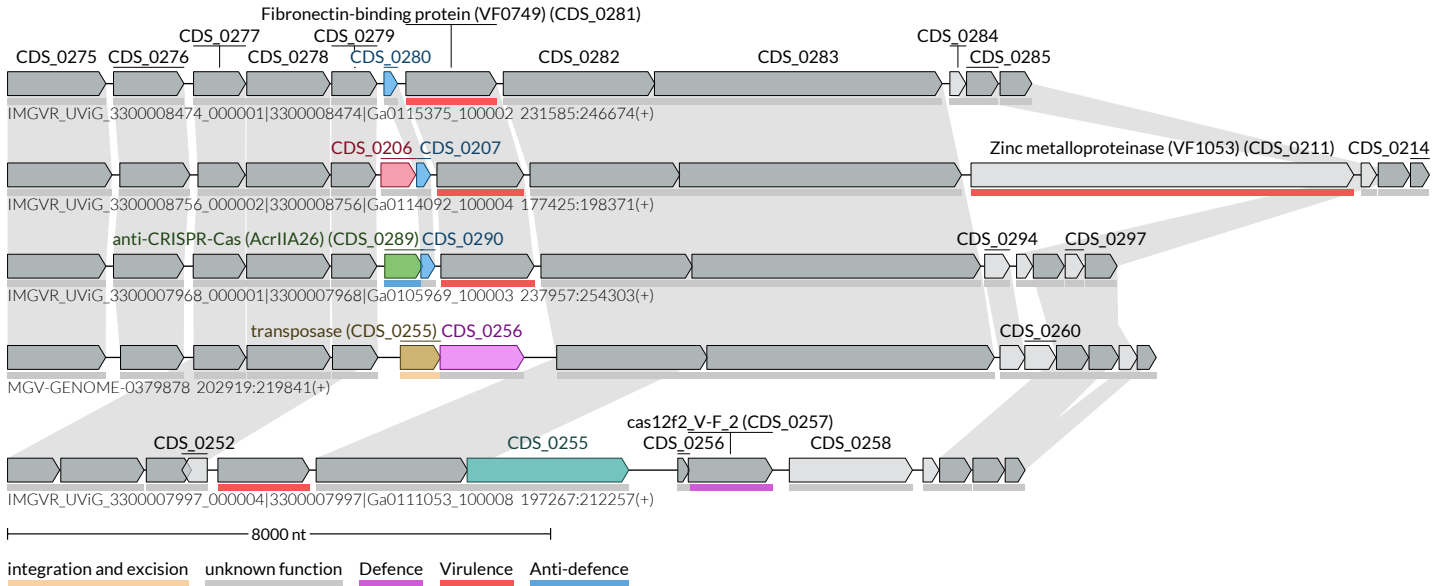 Fibronectin-binding protein (VF0749) (CDS_0281)
CDS_0277 CDS_0279 CDS_0284
CDS_0275 CDS_0276 CDS_0278 CDS_0280 CDS_0282 CDS_0283 CDS_0285
IMGVR_UViG_3300008474_000001|3300008474|Ga0115375_100002 231585:246674(+)
CDS_0206 CDS_0207 Zinc metalloproteinase (VF1053) (CDS_0211) CDS_0214
IMGVR_UViG_3300008756_000002|3300008756|Ga0114092_100004 177425:198371(+)
anti-CRISPR-Cas (AcrIIA26) (CDS_0289) CDS_0290 CDS_0294 CDS_0297
IMGVR_UViG_3300007968_000001|3300007968|Ga0105969_100003 237957:254303(+)
transposase (CDS_0255) CDS_0256 CDS_0260
MGV-GENOME-0379878 202919:219841(+)
cas12f2_V-F_2 (CDS_0257)
CDS_0252 CDS_0255 CDS_0256 CDS_0258
IMGVR_UViG_3300007997_000004|3300007997|Ga0111053_100008 197267:212257(+)
8000 nt
integration and excision unknown function Defence Virulence Anti-defence